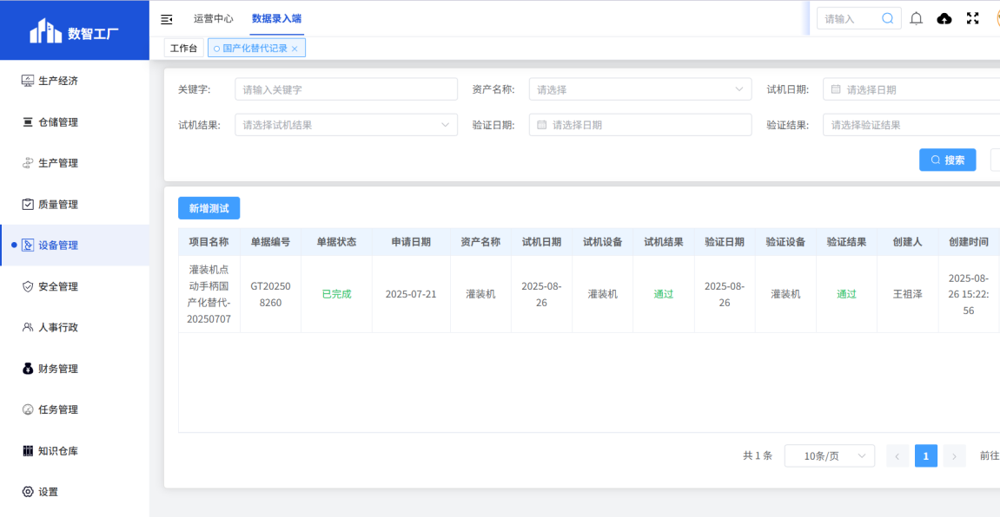 数智工厂
运营中心 数据录入端 请输入
工作台 国产化替代记录 ×
生产经济
仓储管理
生产管理
质量管理
设备管理
安全管理
人事行政
财务管理
任务管理
知识仓库
设置
关键字: 请输入关键字 资产名称: 请选择 试机日期: 请选择日期
试机结果: 请选择试机结果 验证日期: 请选择日期 验证结果: 请选择验证结果
搜索
新增测试
项目名称 单据编号 单据状态 申请日期 资产名称 试机日期 试机设备 试机结果 验证日期 验证设备 验证结果 创建人 创建时间
灌装机点
动手柄国
产化替代-
20250707
GT20250
8260
已完成
2025-07-21
灌装机
2025-08-
26
灌装机
通过
2025-08-
26
灌装机
通过
王祖泽
2025-08-
26 15:22:
56
共 1 条 10条/页 1 前往